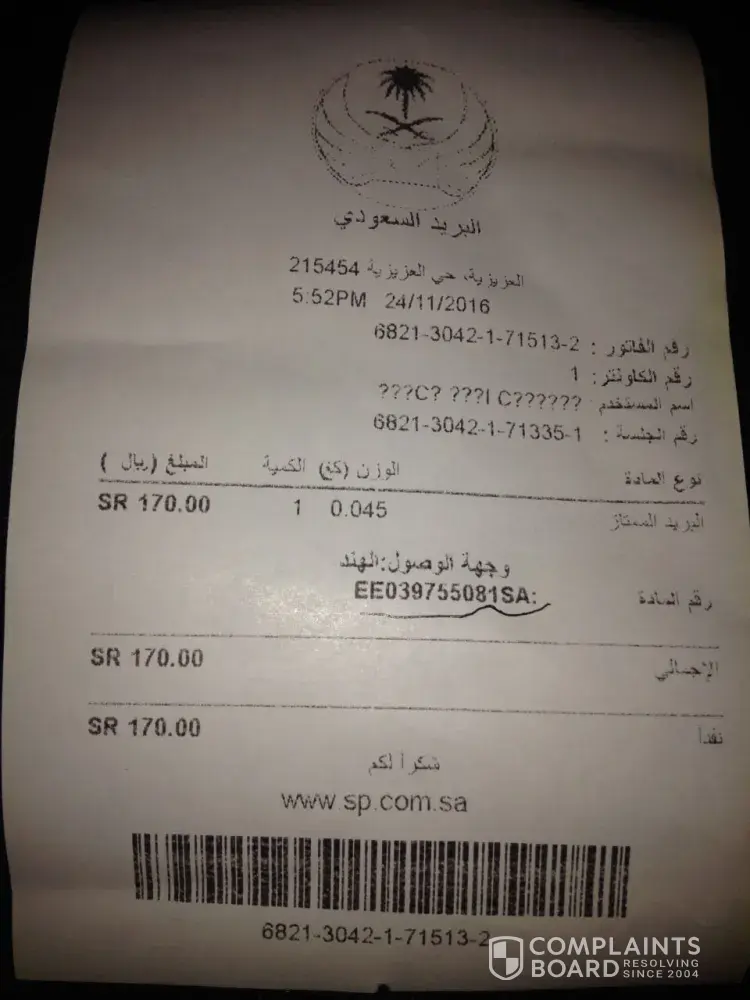 البريد السعودي
العزيزية، حي العزيزية 215454
5:52PM 24/11/2016
رقم الفاتور : 6821-3042-1-71513-2
رقم الكاونتر: 1
اسم المستخدم ???C? ???I C??????
رقم الجلسة : 6821-3042-1-71335-1
نوع المادة الوزن (كغ) الكمية المبلغ (ريال )
البريد الممتاز 0.045 1 SR 170.00
وجهة الوصول:الهند
رقم المادة EE039755081SA:
الإجمالي SR 170.00
نقدا SR 170.00
شكرا لكم
www.sp.com.sa
6821-3042-1-71513-2
COMPLAINTS BOARD RESOLVING SINCE 2004